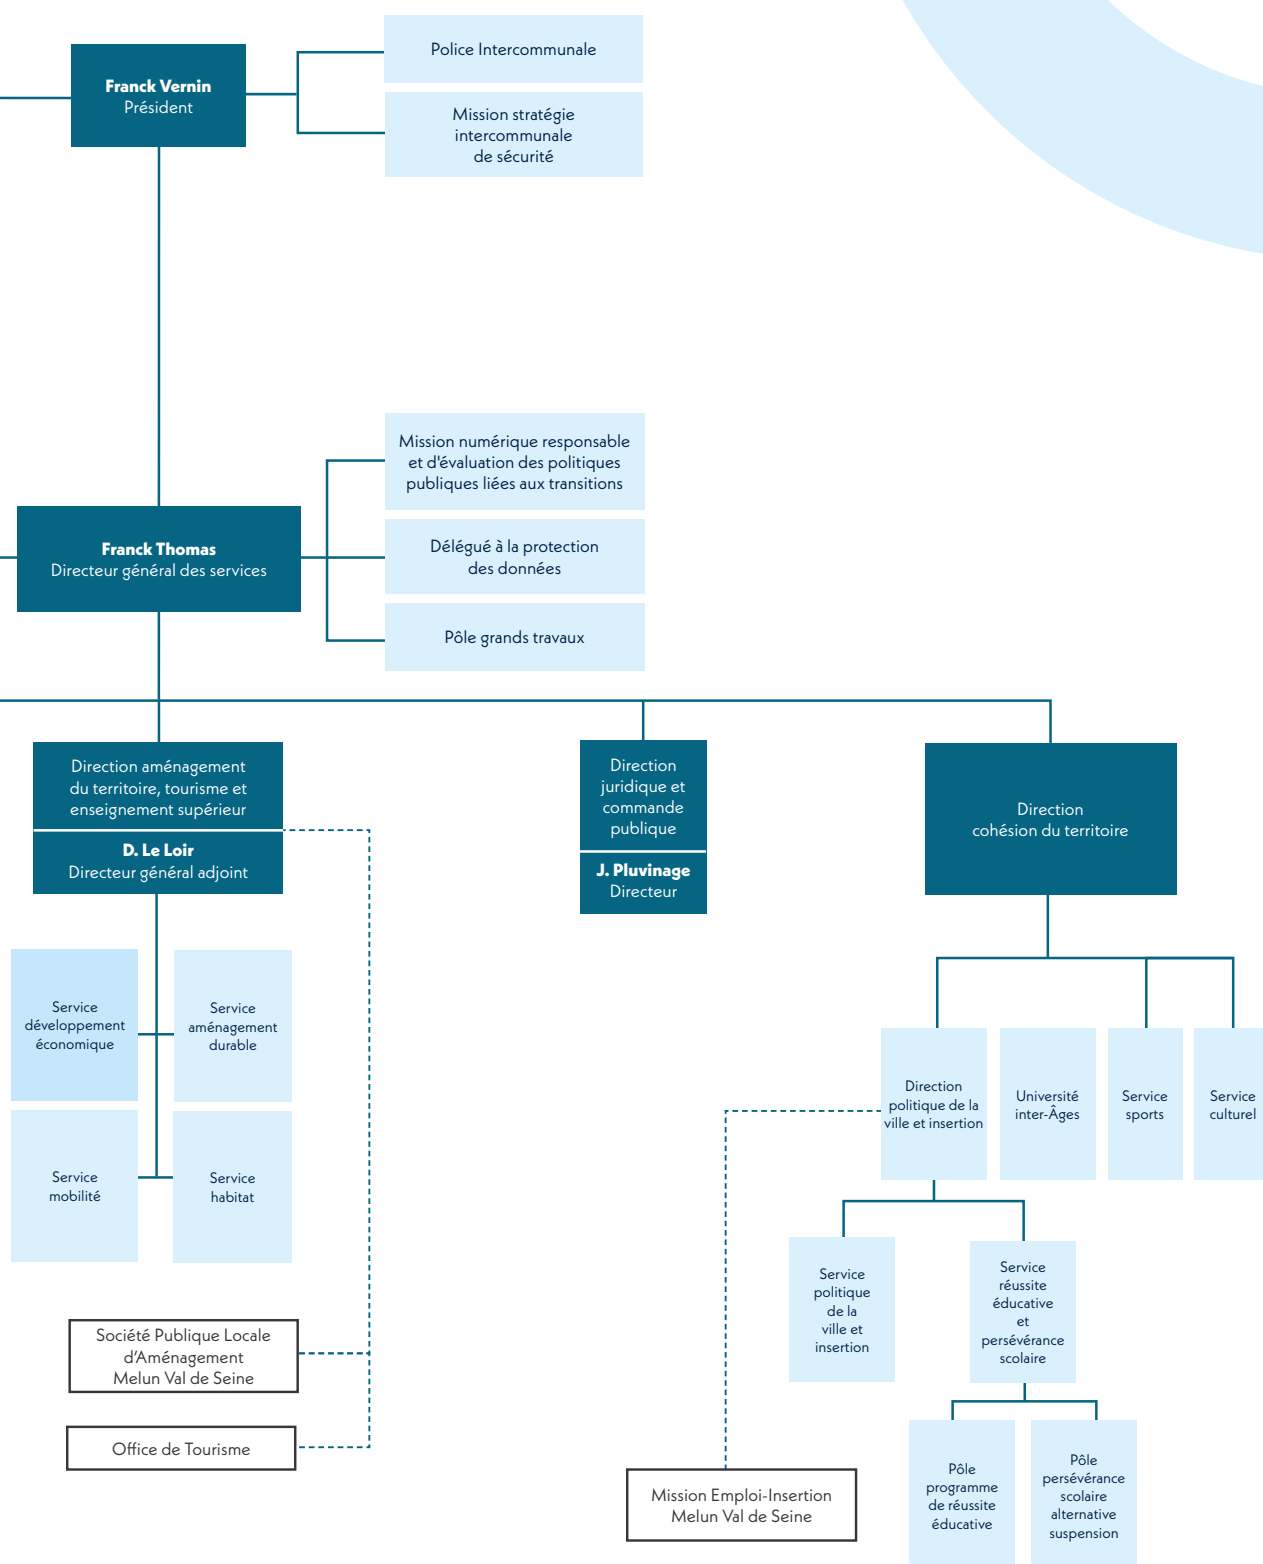 Franck Vernin
Président
Police Intercommunale
Mission stratégie
intercommunale
de sécurité
Franck Thomas
Directeur général des services
Mission numérique responsable
et d'évaluation des politiques
publiques liées aux transitions
Délégué à la protection
des données
Pôle grands travaux
Direction aménagement
du territoire, tourisme et
enseignement supérieur
D. Le Loir
Directeur général adjoint
Direction
juridique et
commande
publique
J. Pluvinage
Directeur
Direction
cohésion du territoire
Service
développement
économique
Service
aménagement
durable
Service
mobilité
Service
habitat
Société Publique Locale
d’Aménagement
Melun Val de Seine
Office de Tourisme
Direction
politique de la
ville et insertion
Université
inter-Âges
Service
sports
Service
culturel
Service
politique
de la
ville et
insertion
Service
réussite
éducative
et
persévérance
scolaire
Mission Emploi-Insertion
Melun Val de Seine
Pôle
programme
de réussite
éducative
Pôle
persévérance
scolaire
alternative
suspension